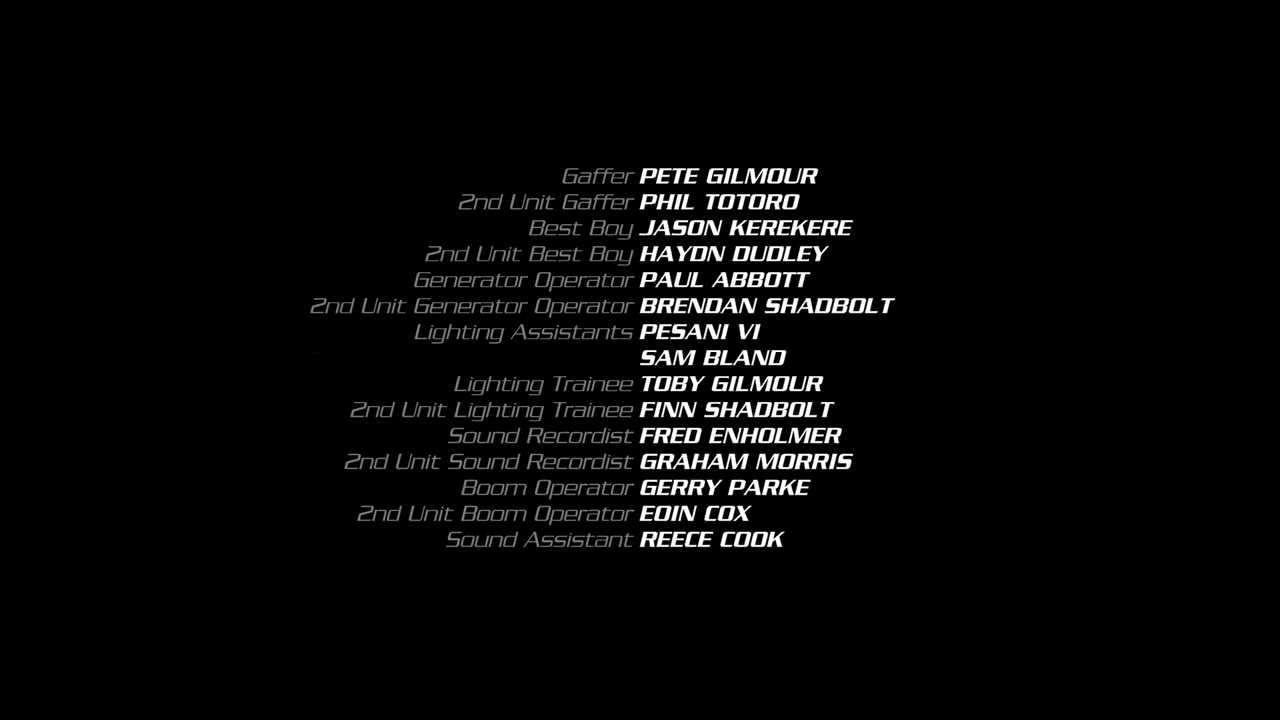 Gaffer PETE GILMOUR
2nd Unit Gaffer PHIL TOTORO
Best Boy JASON KEREKERE
2nd Unit Best Boy HAYDN DUDLEY
Generator Operator PAUL ABBOTT
2nd Unit Generator Operator BRENDAN SHADBOLT
Lighting Assistants PESANI VI
SAM BLAND
Lighting Trainee TOBY GILMOUR
2nd Unit Lighting Trainee FINN SHADBOLT
Sound Recordist FRED ENHOLMER
2nd Unit Sound Recordist GRAHAM MORRIS
Boom Operator GERRY PARKE
2nd Unit Boom Operator EOIN COX
Sound Assistant REECE COOK